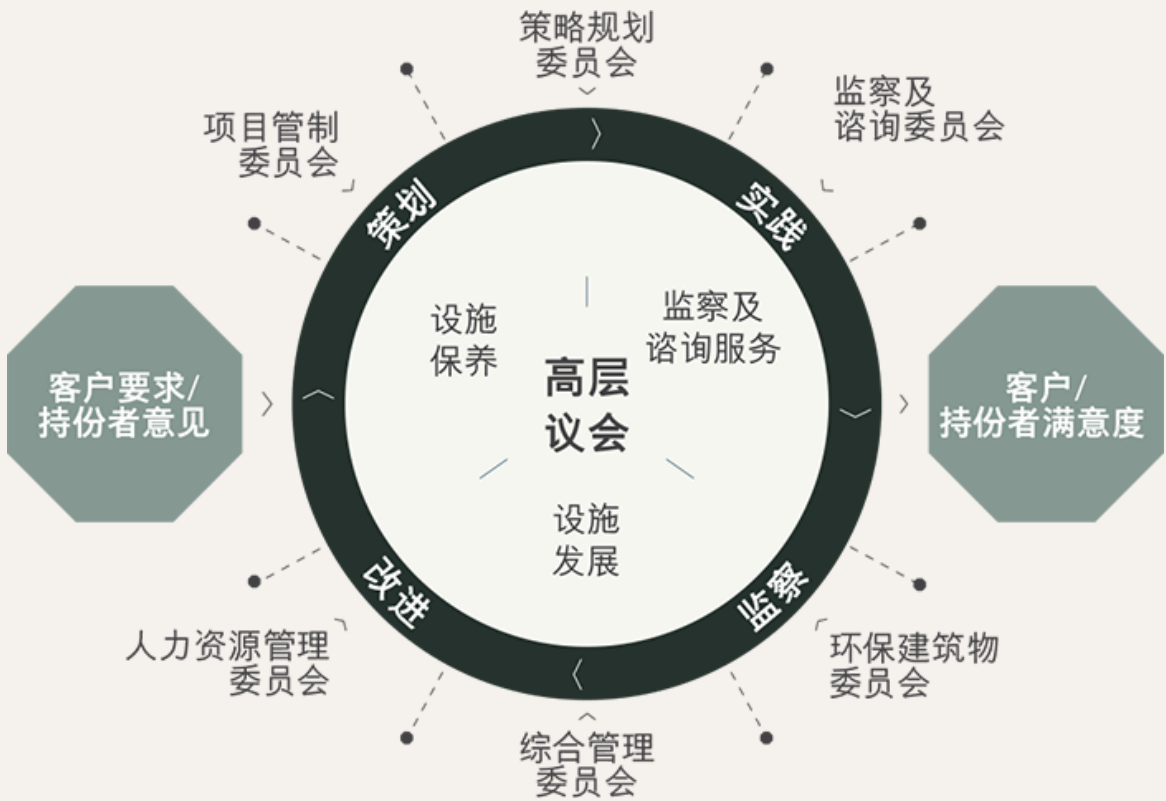 策略规划
委员会
监察及
谘询委员会
项目管制
委员会
策划
实践
设施
保养
监察及
谘询服务
高层
议会
客户要求/
持份者意见
客户/
持份者满意度
设施
发展
改进
监察
人力资源管理
委员会
环保建筑物
委员会
综合管理
委员会